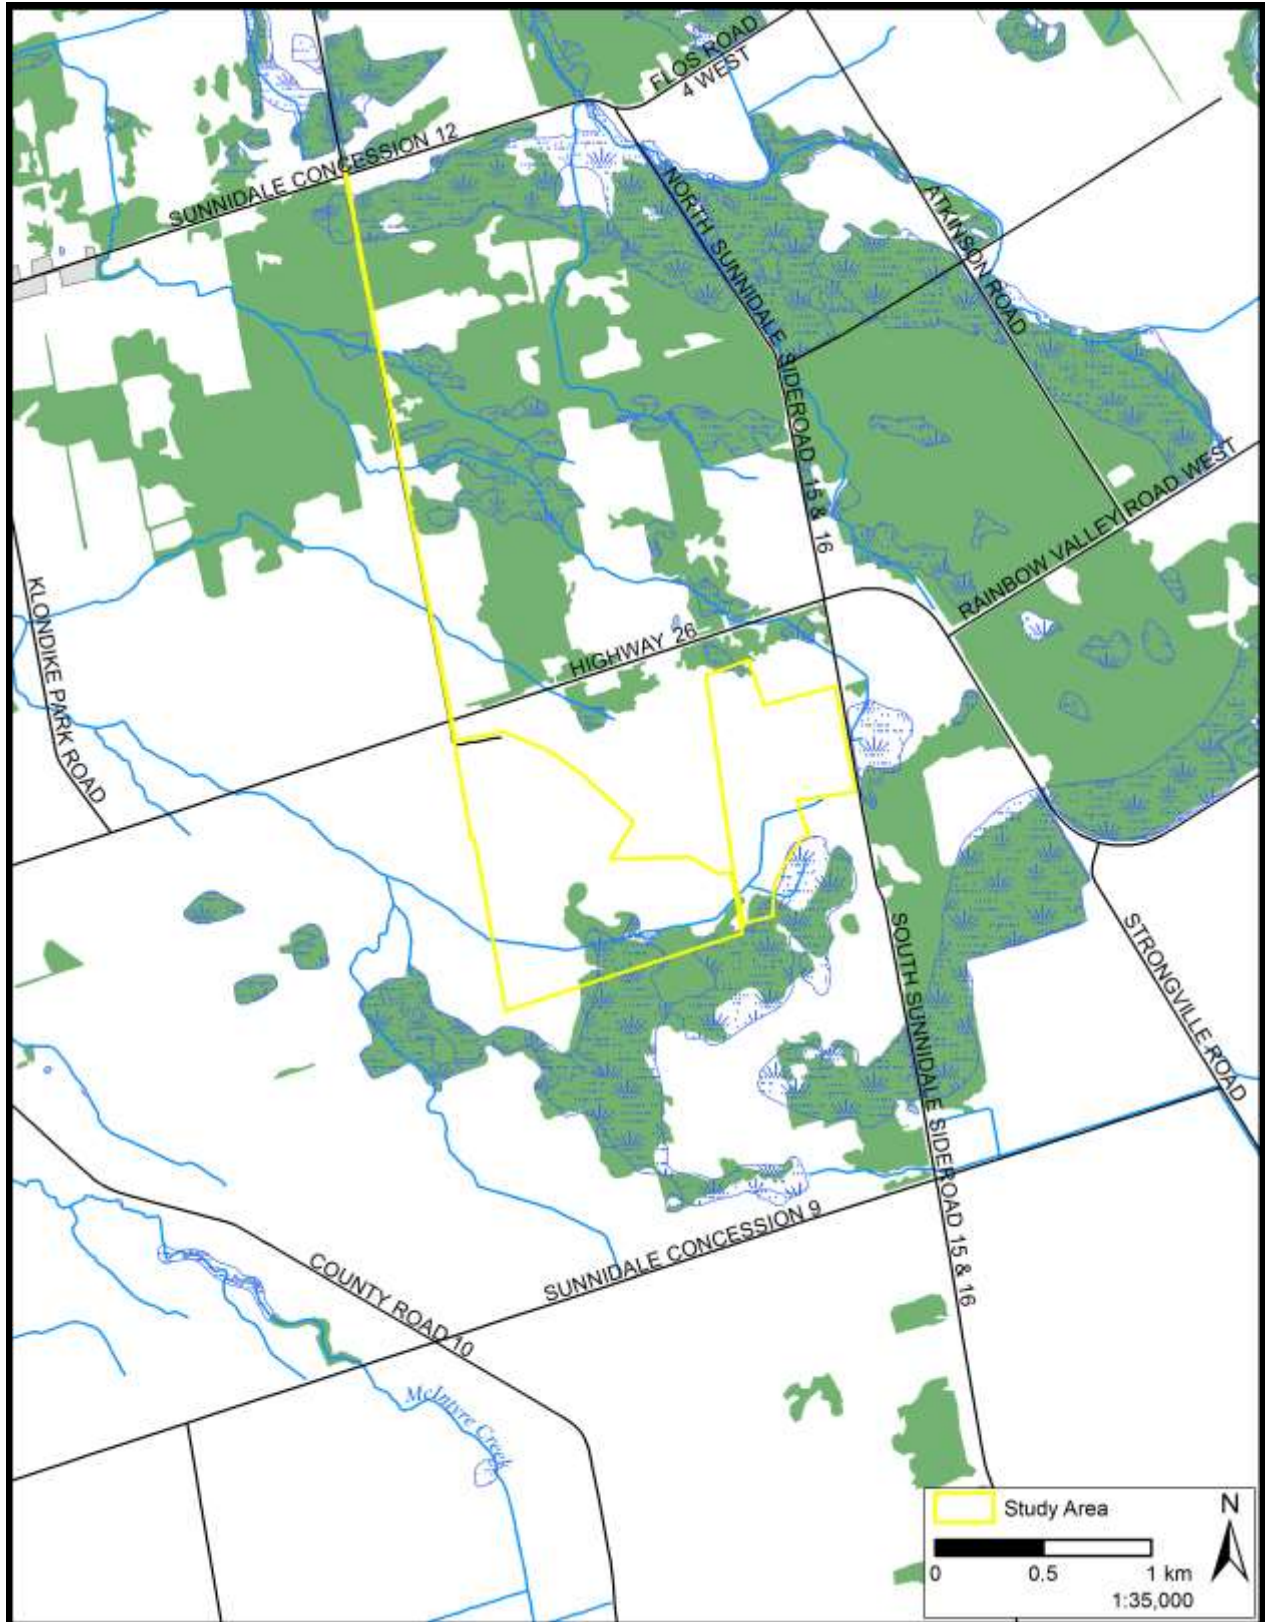 FLOS ROAD
4 WEST
SUNNIDALE CONCESSION 12
NORTH SUNNIDALE SIDEROAD 15 & 16
ATKINSON ROAD
RAINBOW VALLEY ROAD WEST
KLONDIKE PARK ROAD
HIGHWAY 26
SOUTH SUNNIDALE SIDEROAD 15 & 16
STRONGVILLE ROAD
SUNNIDALE CONCESSION 9
COUNTY ROAD 10
McIntyre Creek
Study Area
N
0 0.5 1 km
1:35,000